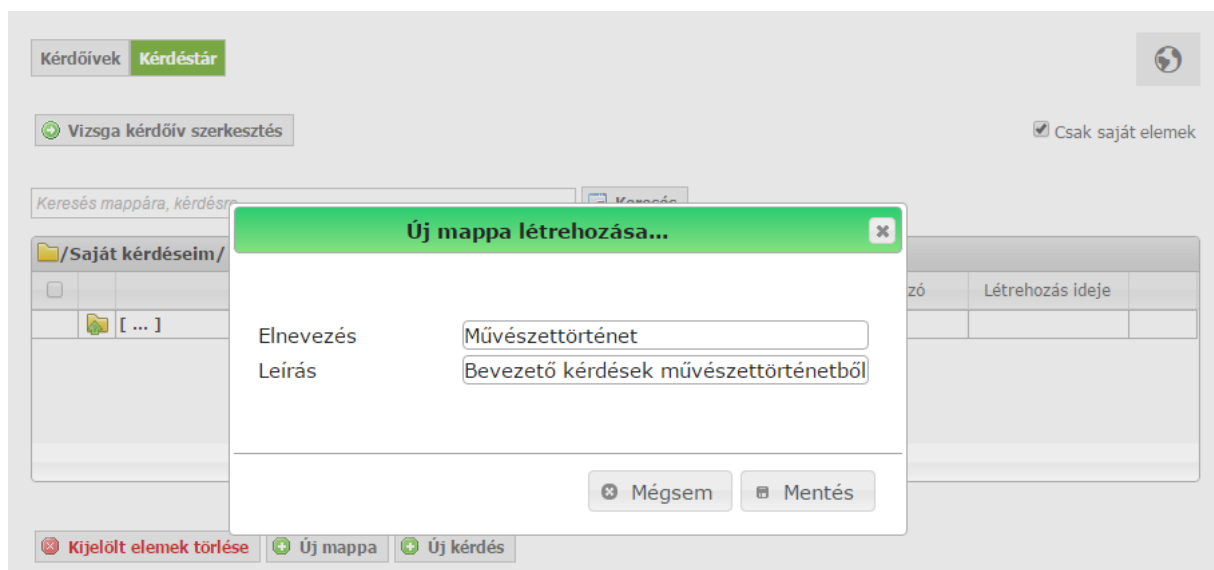 Kérdőívek Kérdéstár
Vizsga kérdőív szerkesztés
Csak saját elemek
Keresés mappára, kérdésre
Keresés
Új mappa létrehozása...
/Saját kérdéseim/
zó Létrehozás ideje
[ ... ]
Elnevezés Művészettörténet
Leírás Bevezető kérdések művészettörténetből
Mégsem Mentés
Kijelölt elemek törlése Új mappa Új kérdés